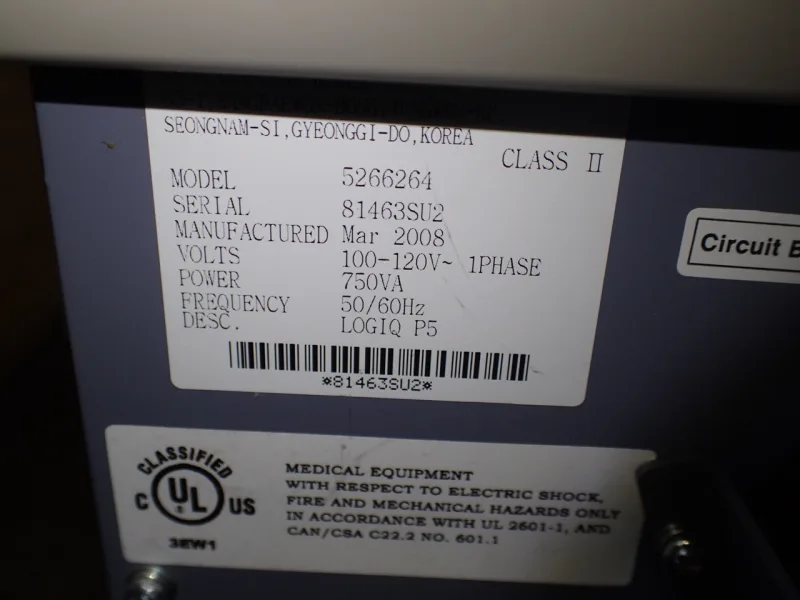 SEONGNAM-SI,GYEONGGI-DO,KOREA
CLASS II
MODEL 5266264
SERIAL 81463SU2
MANUFACTURED Mar 2008
VOLTS 100-120V~ 1PHASE
POWER 750VA
FREQUENCY 50/60Hz
DESC. LOGIQ P5
*81463SU2*
Circuit B
CLASSIFIED
C UL US
®
3EW1
MEDICAL EQUIPMENT
WITH RESPECT TO ELECTRIC SHOCK,
FIRE AND MECHANICAL HAZARDS ONLY
IN ACCORDANCE WITH UL 2601-1, AND
CAN/CSA C22.2 NO. 601.1